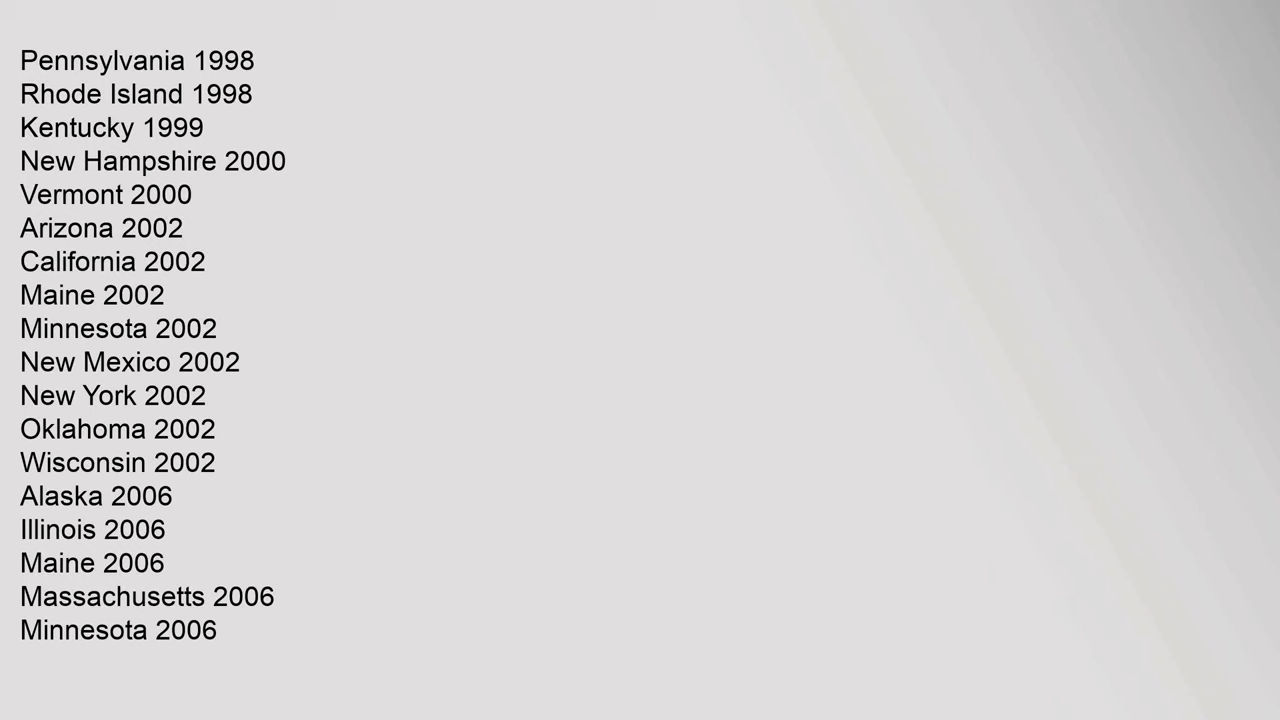 Pennsylvania 1998
Rhode Island 1998
Kentucky 1999
New Hampshire 2000
Vermont 2000
Arizona 2002
California 2002
Maine 2002
Minnesota 2002
New Mexico 2002
New York 2002
Oklahoma 2002
Wisconsin 2002
Alaska 2006
Illinois 2006
Maine 2006
Massachusetts 2006
Minnesota 2006